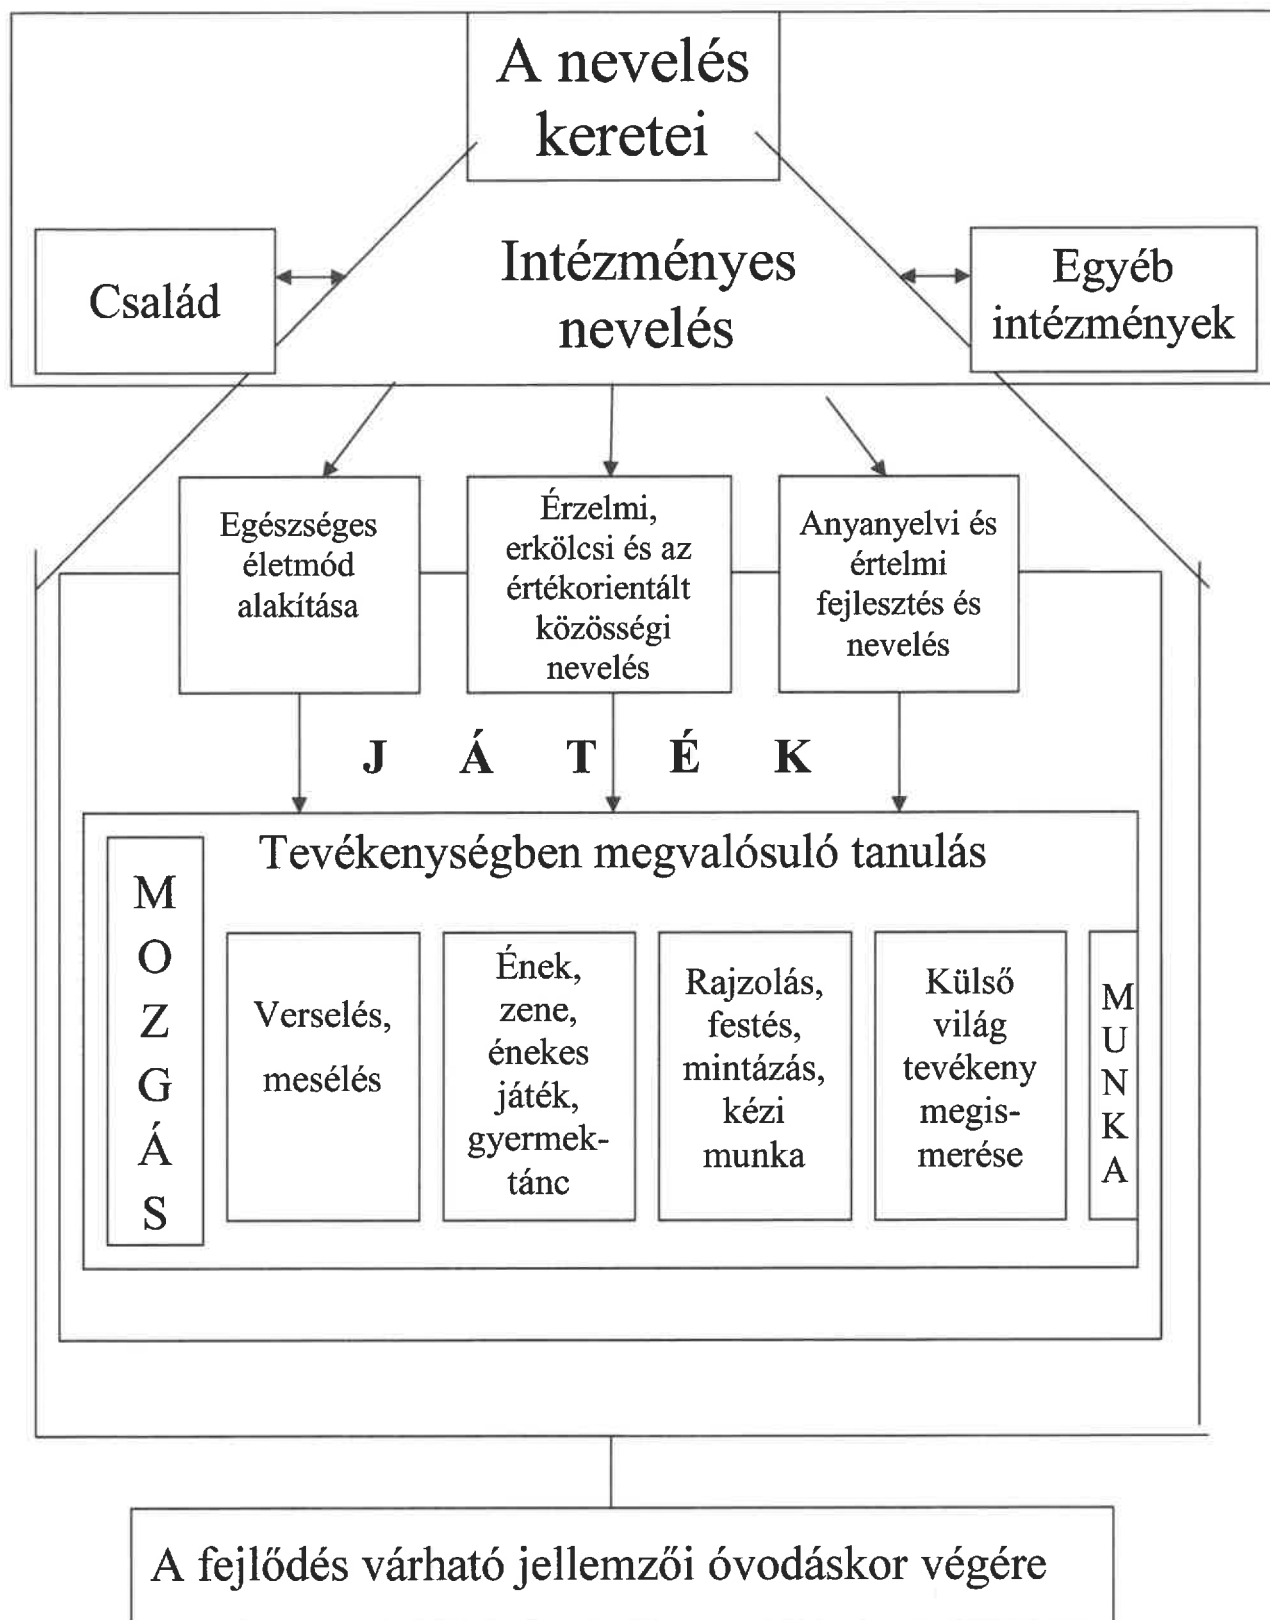 A nevelés
keretei
Család
Intézményes
nevelés
Egyéb
intézmények
Egészséges
életmód
alakítása
Érzelmi,
erkölcsi és az
értékorientált
közösségi
nevelés
Anyanyelvi és
értelmi
fejlesztés és
nevelés
J Á T É K
Tevékenységben megvalósuló tanulás
M
O
Z
G
Á
S
Verselés,
mesélés
Ének,
zene,
énekes
játék,
gyermek-
tánc
Rajzolás,
festés,
mintázás,
kézi
munka
Külső
világ
tevékeny
megis-
merése
M
U
N
K
A
A fejlődés várható jellemzői óvodáskor végére